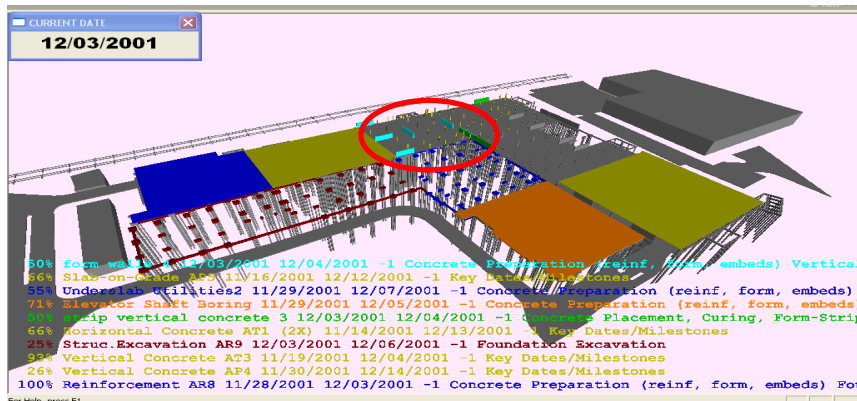 CURRENT DATE
12/03/2001
50% form walls 4 12/03/2001 12/04/2001 -1 Concrete Preparation (reinf, form, embeds) Vertica
66% Slab-on-Grade 11/16/2001 12/12/2001 -1 Key Dates/Milestones
55% Underslab Utilities2 11/29/2001 12/07/2001 -1 Concrete Preparation (reinf, form, embeds)
71% Elevator Shaft Boring 11/29/2001 12/05/2001 -1 Concrete Preparation (reinf, form, embeds
50% strip vertical concrete 3 12/03/2001 12/04/2001 -1 Concrete Placement, Curing, Form-Strip
66% Horizontal Concrete AT1 (2X) 11/14/2001 12/13/2001 -1 Key Dates/Milestones
25% Struc.Excavation AR9 12/03/2001 12/06/2001 -1 Foundation Excavation
93% Vertical Concrete AT3 11/19/2001 12/04/2001 -1 Key Dates/Milestones
26% Vertical Concrete AP4 11/30/2001 12/14/2001 -1 Key Dates/Milestones
100% Reinforcement AR8 11/28/2001 12/03/2001 -1 Concrete Preparation (reinf, form, embeds) Fo
For Help, press F1